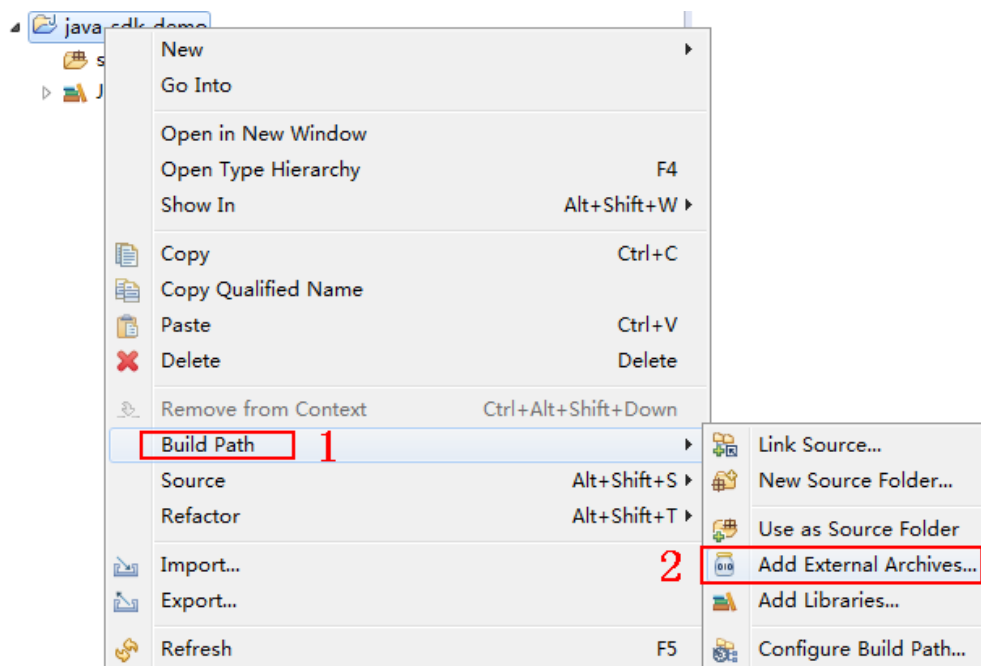 java_sdk_demo
s
J
New
Go Into
Open in New Window
Open Type Hierarchy F4
Show In Alt+Shift+W
Copy Ctrl+C
Copy Qualified Name
Paste Ctrl+V
Delete Delete
Remove from Context Ctrl+Alt+Shift+Down
Build Path 1
Source Alt+Shift+S
Refactor Alt+Shift+T
Import...
Export...
Refresh F5
Link Source...
New Source Folder...
Use as Source Folder
2 Add External Archives...
Add Libraries...
Configure Build Path...